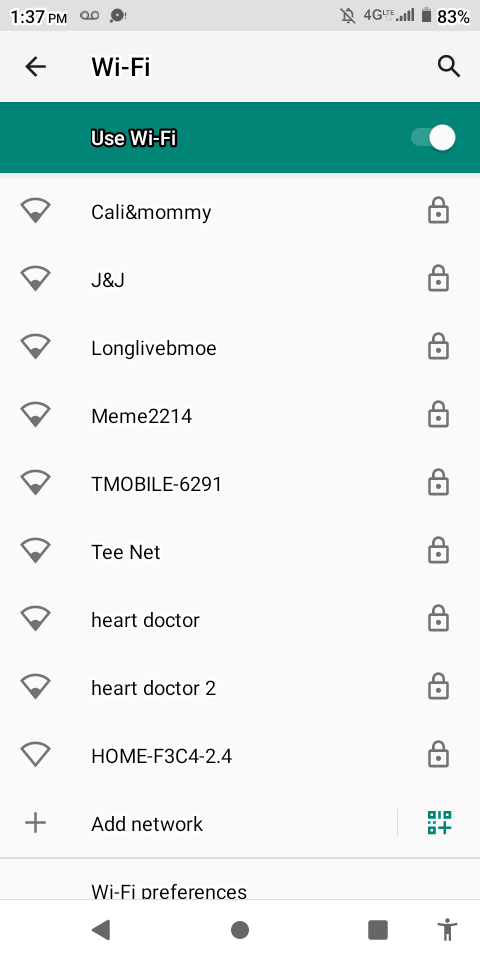 1:37 PM 4G LTE 83%
Wi-Fi
Use Wi-Fi
Cali&mommy
J&J
Longlivebmoe
Meme2214
TMOBILE-6291
Tee Net
heart doctor
heart doctor 2
HOME-F3C4-2.4
Add network
Wi-Fi preferences